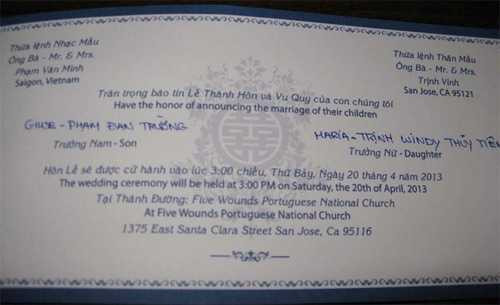 Thừa lệnh Nhạc Mẫu
Ông Bà - Mr. & Mrs.
Phạm Văn Minh
Saigon, Vietnam
Thừa lệnh Thân Mẫu
Ông Bà - Mr. & Mrs.
Trịnh Vinh
San Jose, CA 95121
Trân trọng báo tin Lễ Thành Hôn và Vu Quy của con chúng tôi
Have the honor of announcing the marriage of their children
GIUSE - PHẠM ĐAN TRƯỜNG
Trưởng Nam - Son
MARIA - TRỊNH WINDY THỦY TIÊN
Trưởng Nữ - Daughter
Hôn Lễ sẽ được cử hành vào lúc 3:00 chiều, Thứ Bảy, Ngày 20 tháng 4 năm 2013
The wedding ceremony will be held at 3:00 PM on Saturday, the 20th of April, 2013
Tại Thánh Đường: Five Wounds Portuguese National Church
At Five Wounds Portuguese National Church
1375 East Santa Clara Street San Jose, Ca 95116